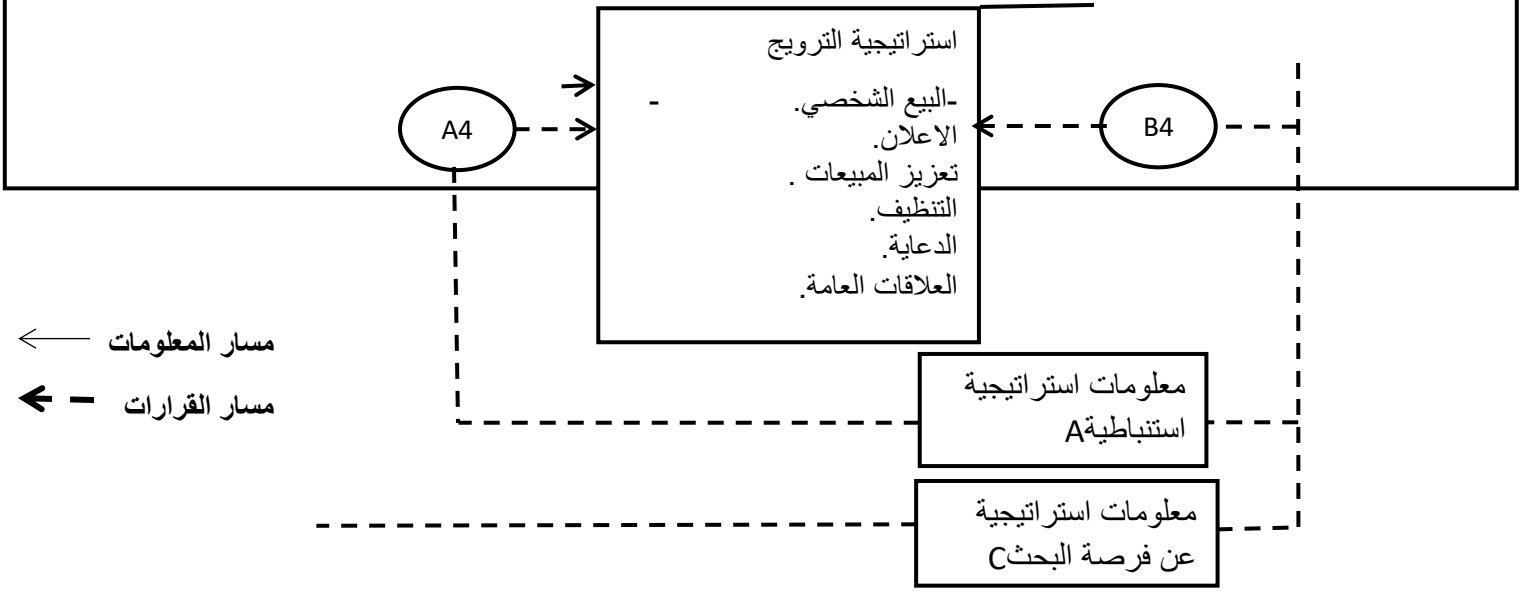 استراتيجية الترويج
-البيع الشخصي. -
الاعلان.
تعزيز المبيعات .
التنظيف.
الدعاية.
العلاقات العامة.
A4
B4
مسار المعلومات
مسار القرارات
معلومات استراتيجية
استنباطيةA
معلومات استراتيجية
عن فرصة البحثC